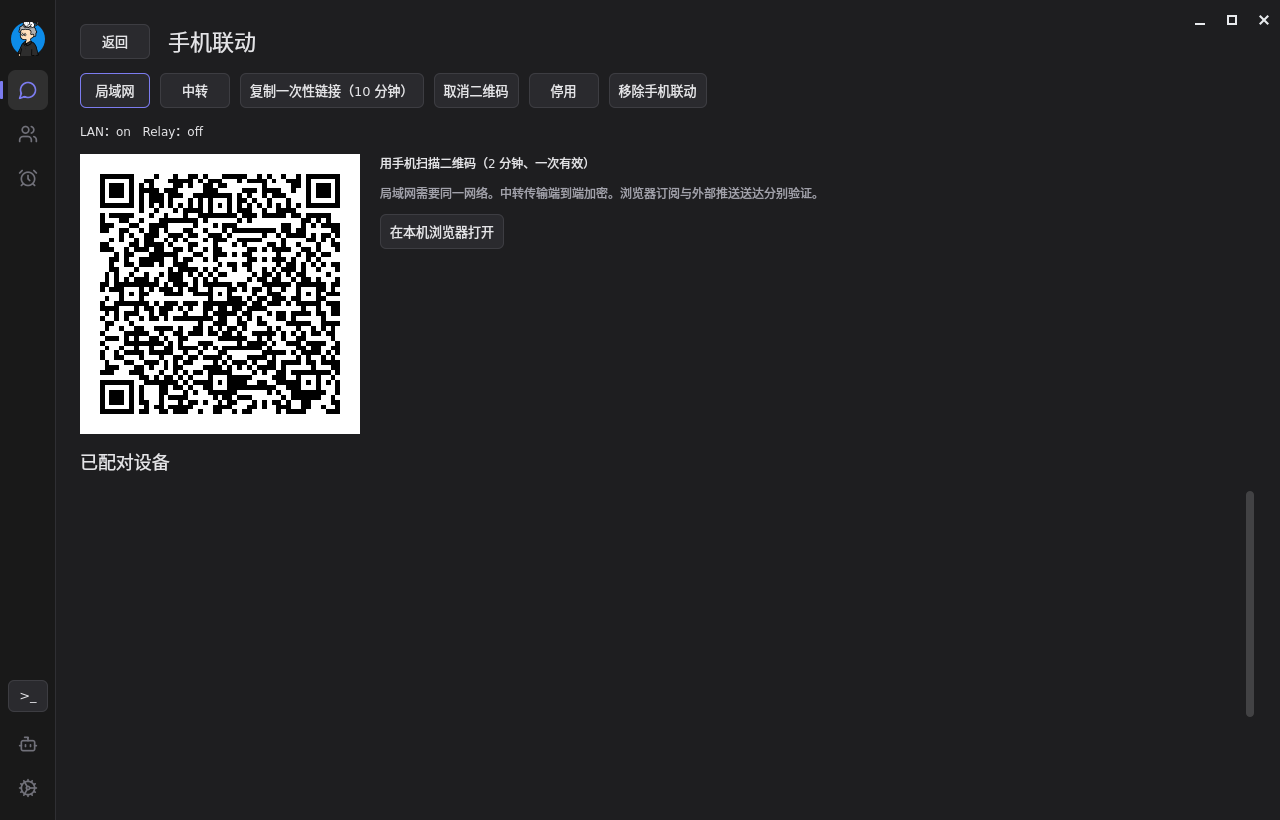 返回
手机联动
局域网
中转
复制一次性链接（10 分钟）
取消二维码
停用
移除手机联动
LAN：on Relay：off
用手机扫描二维码（2 分钟、一次有效）
局域网需要同一网络。中转传输端到端加密。浏览器订阅与外部推送送达分别验证。
在本机浏览器打开
已配对设备
>_